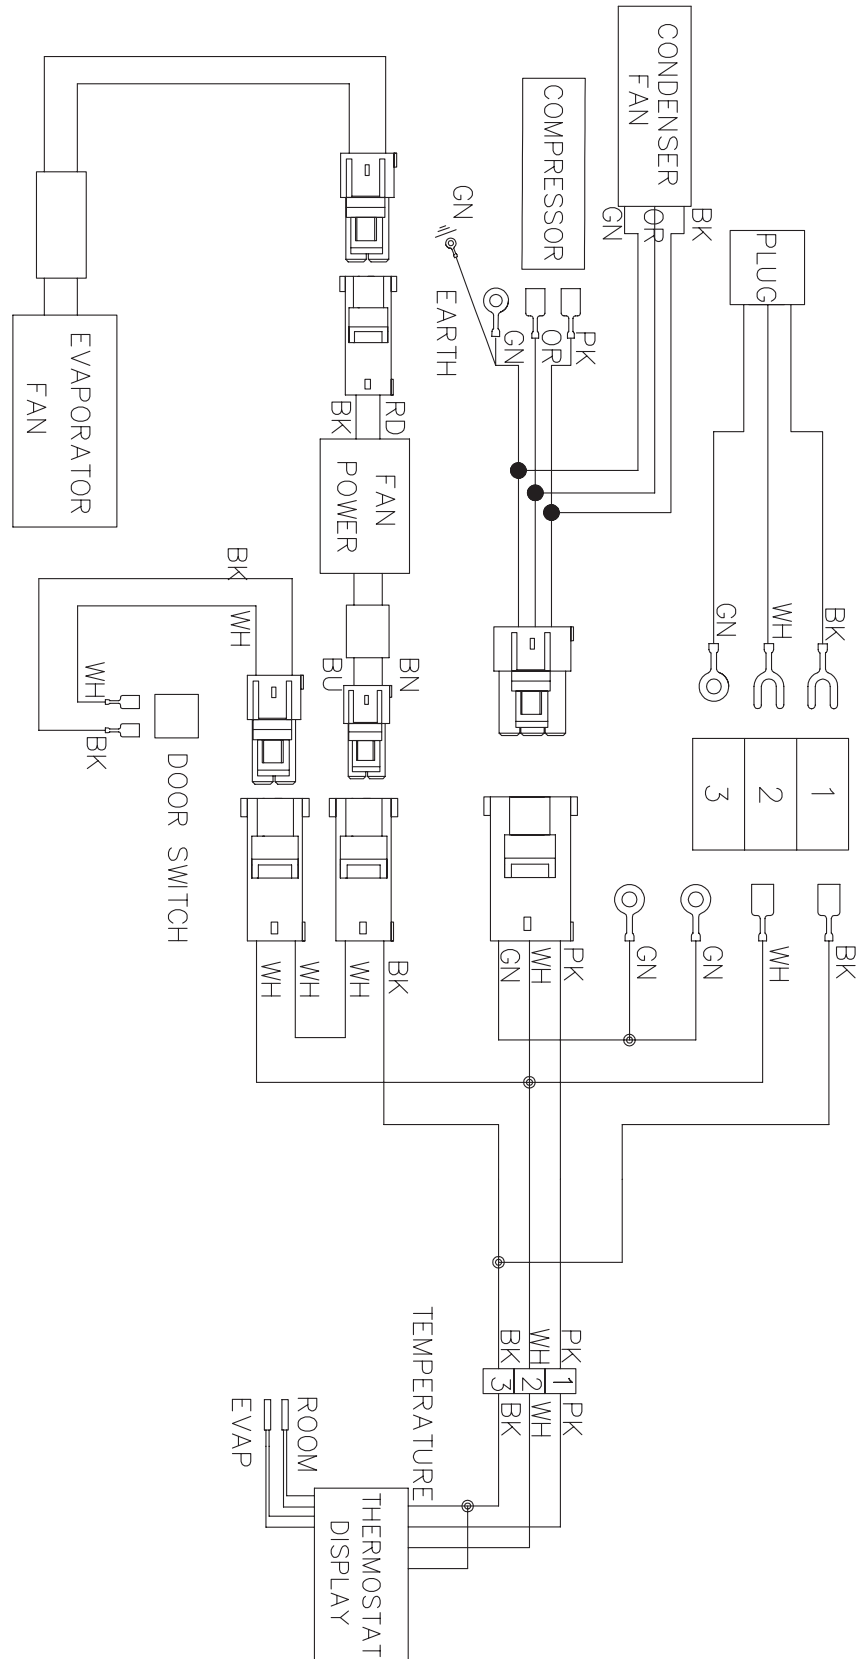 CONDENSER
FAN
GN
OR
BK
COMPRESSOR
GN
OR
PK
GN
EARTH
PLUG
GN
WH
BK
3
2
1
EVAPORATOR
FAN
BK
RD
FAN
POWER
BU
BN
BK
WH
WH
BK
DOOR SWITCH
WH
WH
WH
BK
GN
WH
PK
GN
GN
WH
BK
BK
WH
PK
3
2
1
BK
WH
PK
TEMPERATURE
ROOM
EVAP
THERMOSTAT
DISPLAY